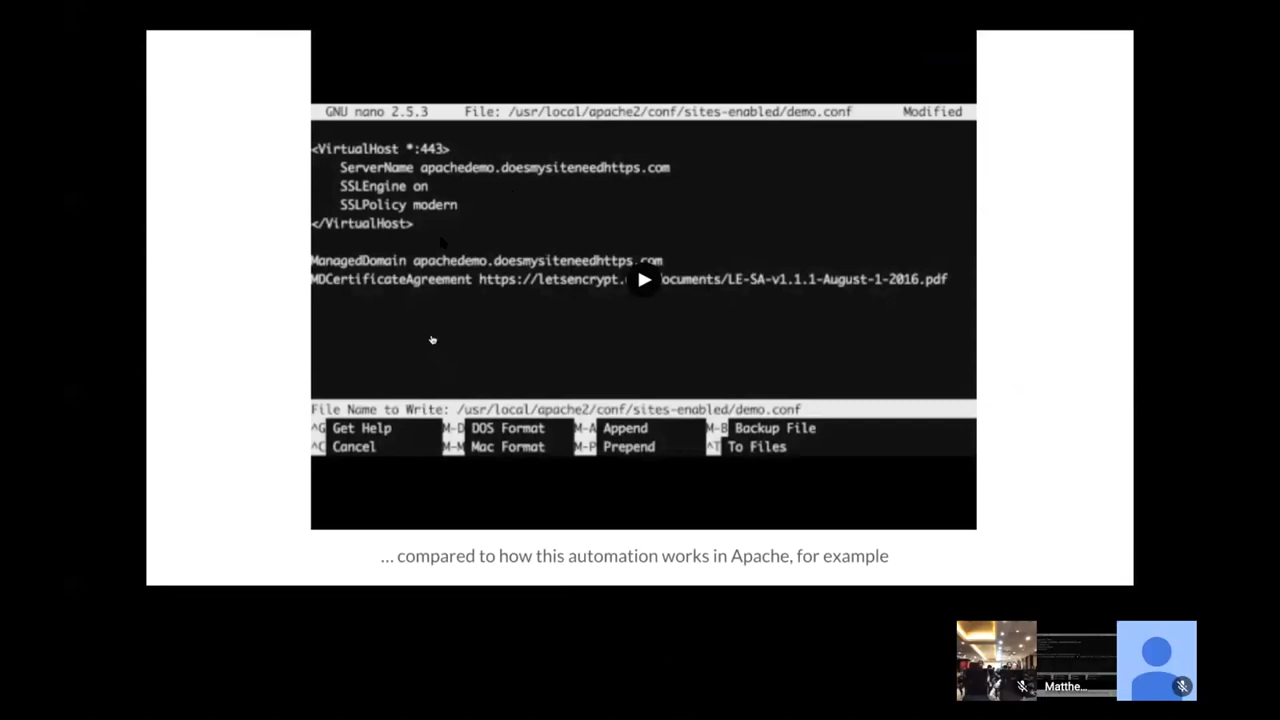 GNU nano 2.5.3 File: /usr/local/apache2/conf/sites-enabled/demo.conf Modified
<VirtualHost *:443>
ServerName apachedemo.doesmysiteneedhttps.com
SSLEngine on
SSLPolicy modern
</VirtualHost>
ManagedDomain apachedemo.doesmysiteneedhttps.com
MDCertificateAgreement https://letsencrypt. ocuments/LE-SA-v1.1.1-August-1-2016.pdf
File Name to Write: /usr/local/apache2/conf/sites-enabled/demo.conf
^G Get Help M-D DOS Format M-A Append M-B Backup File
^C Cancel M-M Mac Format M-P Prepend ^T To Files
... compared to how this automation works in Apache, for example
Matthe...